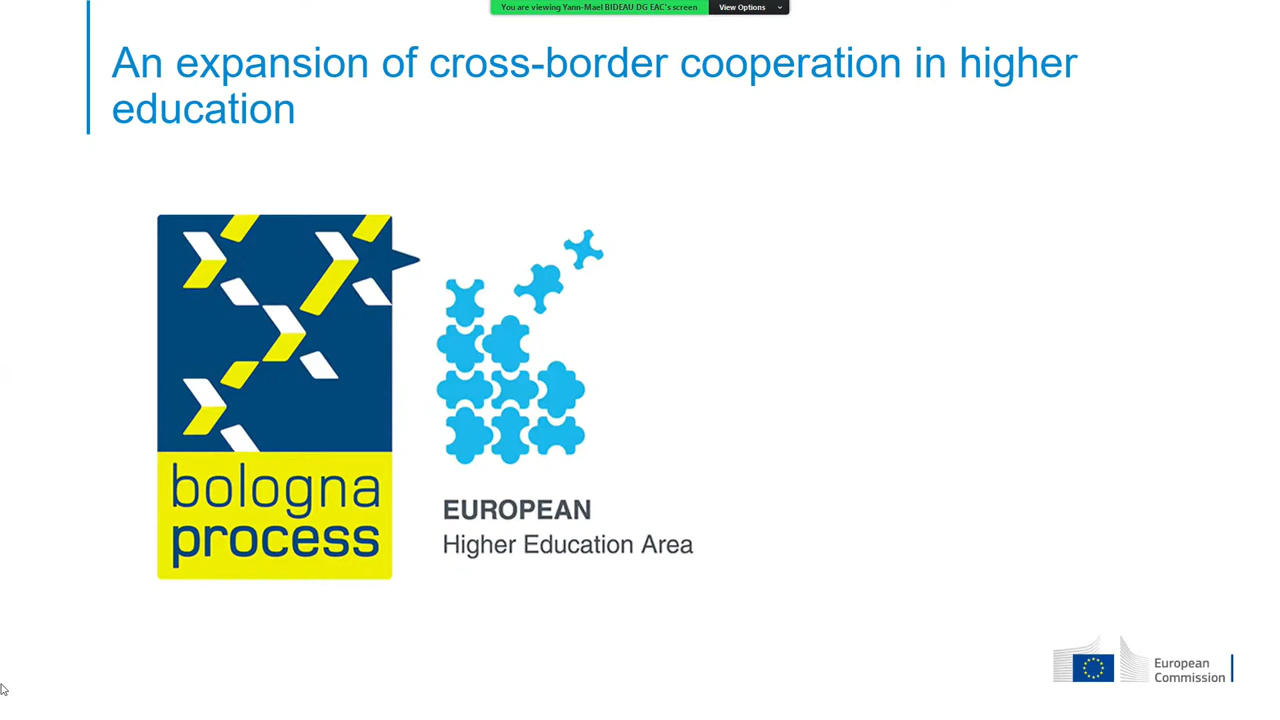 You are viewing Yann-Mael BIDEAU DG EAC's screen
View Options
An expansion of cross-border cooperation in higher
education
bologna
process
EUROPEAN
Higher Education Area
European
Commission